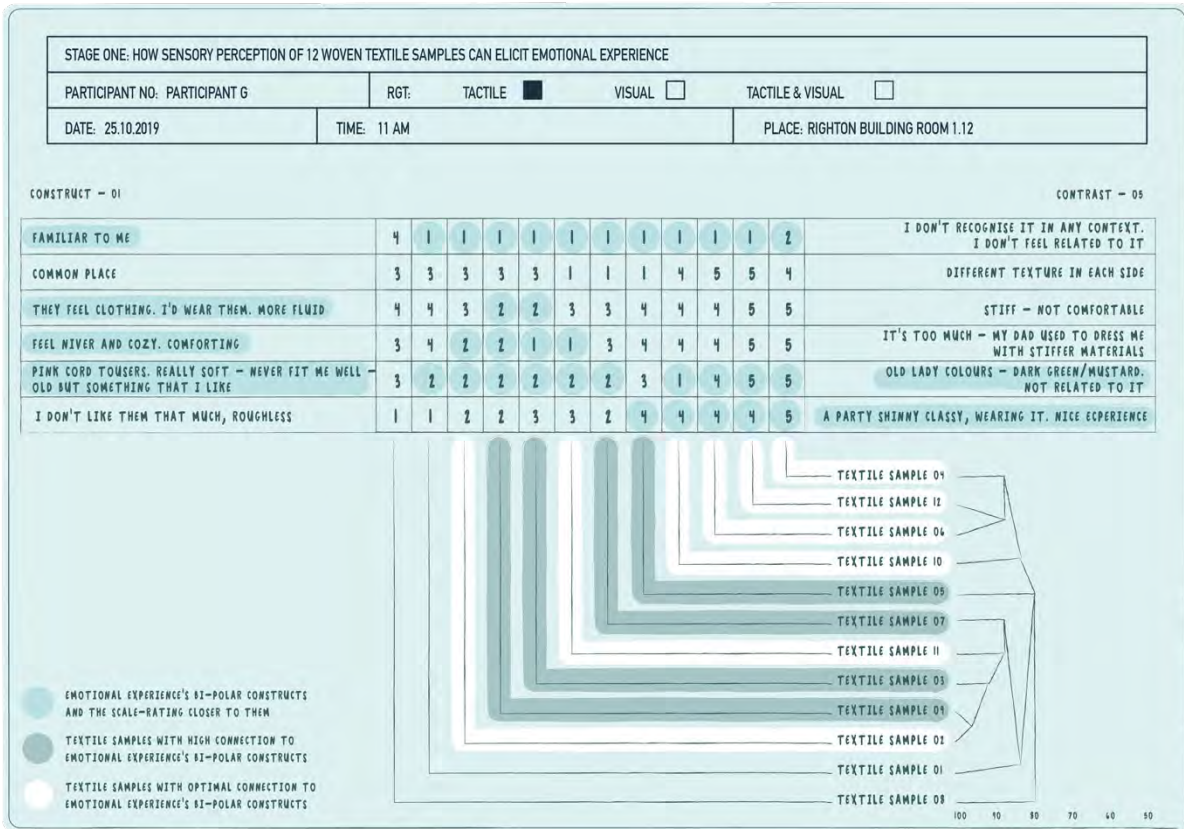 STAGE ONE: HOW SENSORY PERCEPTION OF 12 WOVEN TEXTILE SAMPLES CAN ELICIT EMOTIONAL EXPERIENCE
PARTICIPANT NO: PARTICIPANT G RGT: TACTILE VISUAL TACTILE & VISUAL
DATE: 25.10.2019 TIME: 11 AM PLACE: RIGHTON BUILDING ROOM 1.12
CONSTRUCT - 01 CONTRAST - 05
FAMILIAR TO ME 4 1 1 1 1 1 1 1 1 1 1 2 I DON'T RECOGNISE IT IN ANY CONTEXT.
I DON'T FEEL RELATED TO IT
COMMON PLACE 3 3 3 3 3 1 1 1 4 5 5 4 DIFFERENT TEXTURE IN EACH SIDE
THEY FEEL CLOTHING. I'D WEAR THEM. MORE FLUID 4 4 3 2 2 3 3 4 4 4 5 5 STIFF - NOT COMFORTABLE
FEEL NIVER AND COZY. COMFORTING 3 4 2 2 1 1 3 4 4 4 5 5 IT'S TOO MUCH - MY DAD USED TO DRESS ME
WITH STIFFER MATERIALS
PINK CORD TOUSERS. REALLY SOFT - NEVER FIT ME WELL -
OLD BUT SOMETHING THAT I LIKE 3 2 2 2 2 2 2 3 1 4 5 5 OLD LADY COLOURS - DARK GREEN/MUSTARD.
NOT RELATED TO IT
I DON'T LIKE THEM THAT MUCH, ROUGHLESS 1 1 2 2 3 3 2 4 4 4 4 5 A PARTY SHINNY CLASSY, WEARING IT. NICE ECPERIENCE
TEXTILE SAMPLE 04
TEXTILE SAMPLE 12
TEXTILE SAMPLE 06
TEXTILE SAMPLE 10
TEXTILE SAMPLE 05
TEXTILE SAMPLE 07
TEXTILE SAMPLE 11
TEXTILE SAMPLE 03
TEXTILE SAMPLE 09
TEXTILE SAMPLE 02
TEXTILE SAMPLE 01
TEXTILE SAMPLE 08
EMOTIONAL EXPERIENCE'S BI-POLAR CONSTRUCTS
AND THE SCALE-RATING CLOSER TO THEM
TEXTILE SAMPLES WITH HIGH CONNECTION TO
EMOTIONAL EXPERIENCE'S BI-POLAR CONSTRUCTS
TEXTILE SAMPLES WITH OPTIMAL CONNECTION TO
EMOTIONAL EXPERIENCE'S BI-POLAR CONSTRUCTS
100 90 80 70 60 50